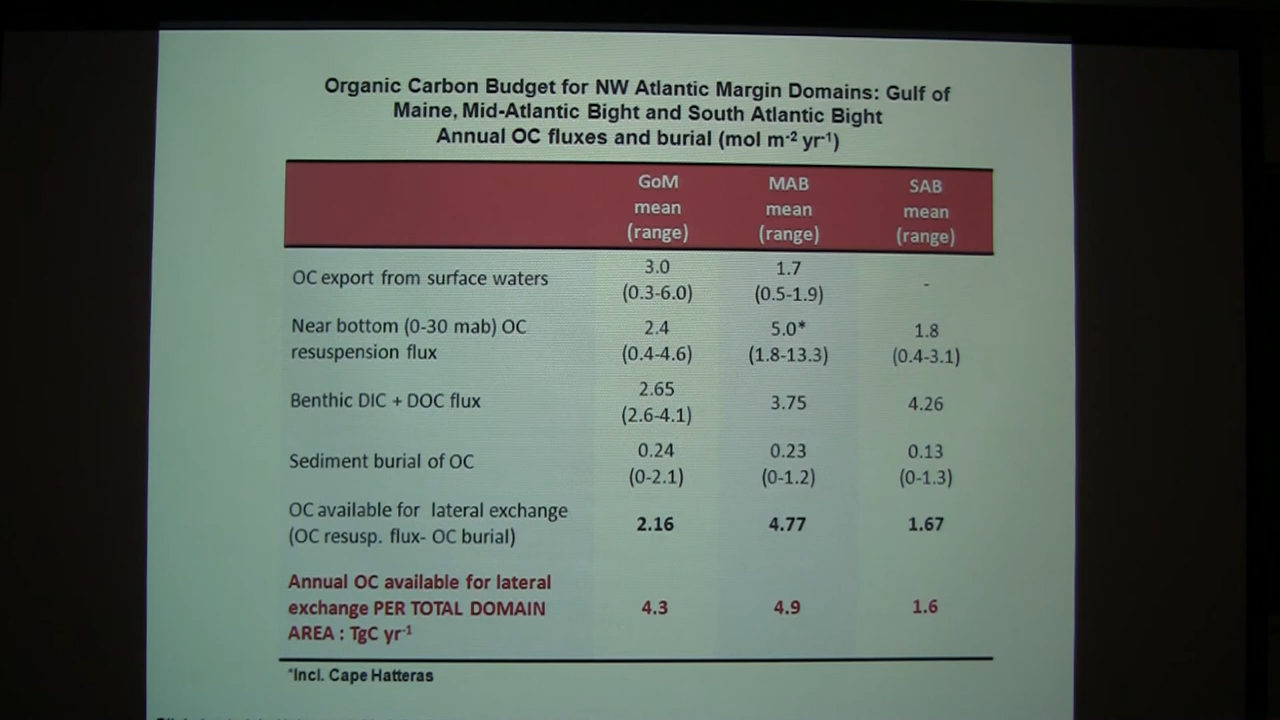 Organic Carbon Budget for NW Atlantic Margin Domains: Gulf of
Maine, Mid-Atlantic Bight and South Atlantic Bight
Annual OC fluxes and burial (mol m-2 yr-1)
GoM MAB SAB
mean mean mean
(range) (range) (range)
OC export from surface waters 3.0 1.7 -
(0.3-6.0) (0.5-1.9)
Near bottom (0-30 mab) OC 2.4 5.0* 1.8
resuspension flux (0.4-4.6) (1.8-13.3) (0.4-3.1)
Benthic DIC + DOC flux 2.65 3.75 4.26
(2.6-4.1)
Sediment burial of OC 0.24 0.23 0.13
(0-2.1) (0-1.2) (0-1.3)
OC available for lateral exchange
(OC resusp. flux- OC burial) 2.16 4.77 1.67
Annual OC available for lateral
exchange PER TOTAL DOMAIN 4.3 4.9 1.6
AREA : TgC yr-1
*Incl. Cape Hatteras